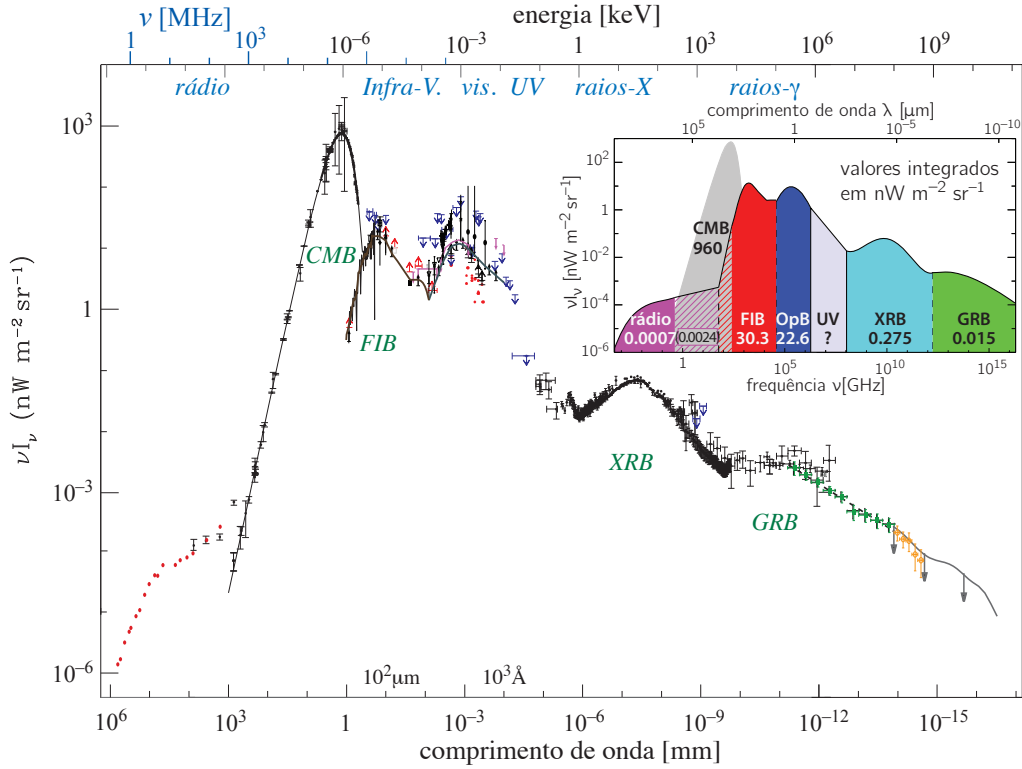 ν [MHz] energia [keV]
1 10³ 10⁻⁶ 10⁻³ 1 10³ 10⁶ 10⁹
rádio Infra-V. vis. UV raios-X raios-γ
comprimento de onda λ [µm]
10⁵ 1 10⁻⁵ 10⁻¹⁰
νIν [nW m⁻² sr⁻¹]
10²
1
10⁻²
10⁻⁴
10⁻⁶
valores integrados
em nW m⁻² sr⁻¹
CMB
960
rádio
0.0007
(0.0024)
FIB
30.3
OpB
22.6
UV
?
XRB
0.275
GRB
0.015
1 10⁵ 10¹⁰ 10¹⁵
frequência ν[GHz]
νIν (nW m⁻² sr⁻¹)
10³
1
10⁻³
10⁻⁶
CMB
FIB
XRB
GRB
10²µm 10³Å
10⁶ 10³ 1 10⁻³ 10⁻⁶ 10⁻⁹ 10⁻¹² 10⁻¹⁵
comprimento de onda [mm]